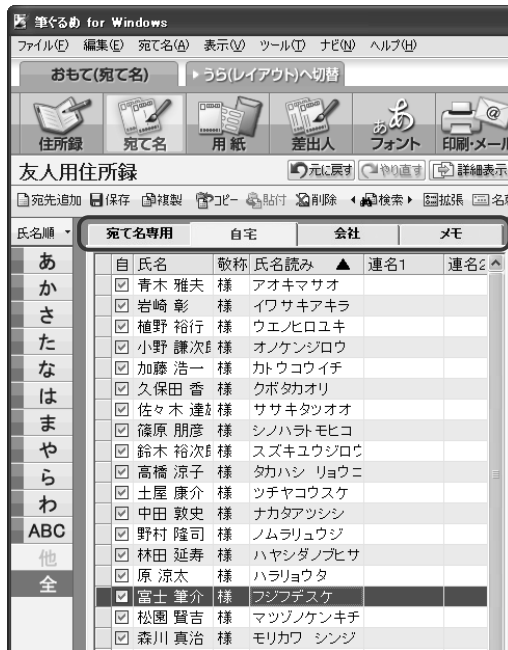 筆ぐるめ for Windows
ファイル(F) 編集(E) 宛て名(A) 表示(V) ツール(T) ナビ(N) ヘルプ(H)
おもて(宛て名) うら(レイアウト)へ切替
住所録 宛て名 用紙 差出人 あぶあ フォント 印刷・メー
友人用住所録 元に戻す やり直す 詳細表示
宛先追加 保存 複製 コピー 貼付 削除 検索 拡張
氏名順 宛て名専用 自宅 会社 メモ
自 氏名 敬称 氏名読み ▲ 連名1 連名2
あ
か
さ
た
な
は
ま
や
ら
わ
ABC
他
全
青木 雅夫 様 アオキマサオ
岩崎 彰 様 イワサキアキラ
植野 裕行 様 ウエノヒロユキ
小野 謙次 様 オノケンジロウ
加藤 浩一 様 カトウコウイチ
久保田 香 様 クボタカオリ
佐々木 達 様 ササキタツオオ
篠原 朋彦 様 シノハラトモヒコ
鈴木 裕次 様 スズキユウジロウ
高橋 涼子 様 タカハシ リョウコ
土屋 康介 様 ツチヤコウスケ
中田 敦史 様 ナカタアツシシ
野村 隆司 様 ノムラリュウジ
林田 延寿 様 ハヤシダノブヒサ
原 涼太 様 ハラリョウタ
富士 筆介 様 フジフデスケ
松園 賢吉 様 マツゾノケンキチ
森川 真治 様 モリカワ シンジ